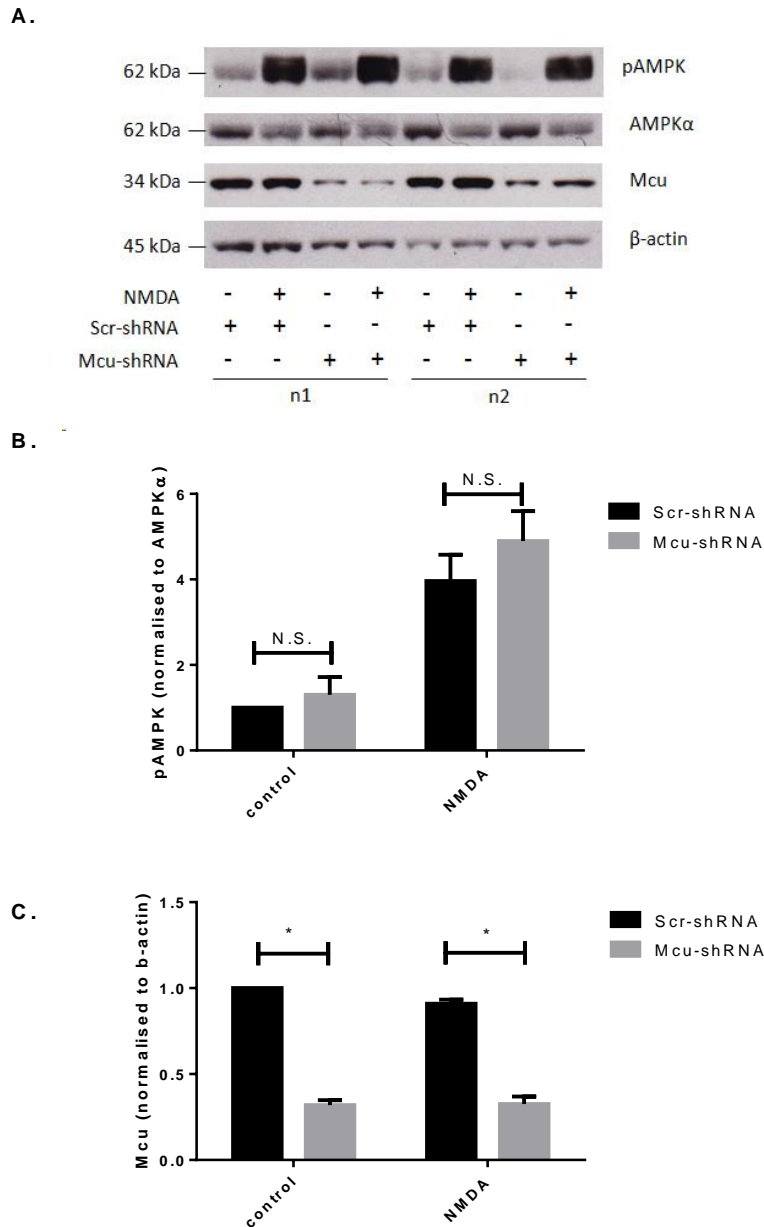 A.
62 kDa
pAMPK
62 kDa
AMPKα
34 kDa
Mcu
45 kDa
β-actin
NMDA - + - + - + - +
Scr-shRNA + + - - + + - -
Mcu-shRNA - - + + - - + +
n1 n2
B.
pAMPK (normalised to AMPKα)
6
4
2
0
N.S.
N.S.
control
NMDA
Scr-shRNA
Mcu-shRNA
C.
Mcu (normalised to b-actin)
1.5
1.0
0.5
0.0
*
*
control
NMDA
Scr-shRNA
Mcu-shRNA